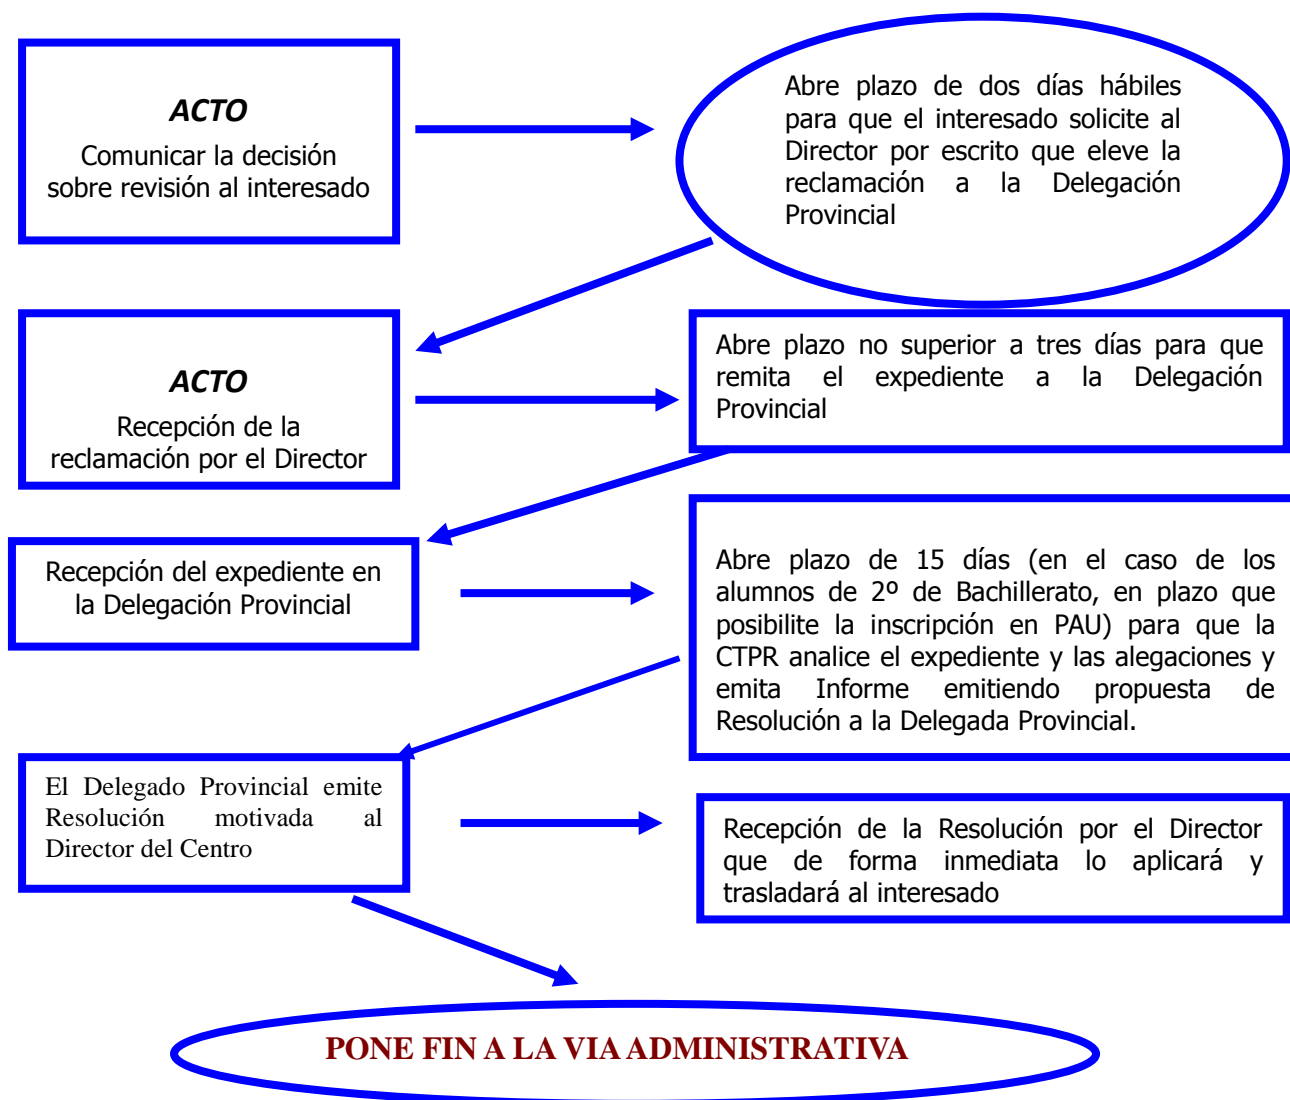 ACTO
Comunicar la decisión
sobre revisión al interesado
Abre plazo de dos días hábiles
para que el interesado solicite al
Director por escrito que eleve la
reclamación a la Delegación
Provincial
ACTO
Recepción de la
reclamación por el Director
Abre plazo no superior a tres días para que
remita el expediente a la Delegación
Provincial
Recepción del expediente en
la Delegación Provincial
Abre plazo de 15 días (en el caso de los
alumnos de 2º de Bachillerato, en plazo que
posibilite la inscripción en PAU) para que la
CTPR analice el expediente y las alegaciones y
emita Informe emitiendo propuesta de
Resolución a la Delegada Provincial.
El Delegado Provincial emite
Resolución motivada al
Director del Centro
Recepción de la Resolución por el Director
que de forma inmediata lo aplicará y
trasladará al interesado
PONE FIN A LA VIA ADMINISTRATIVA